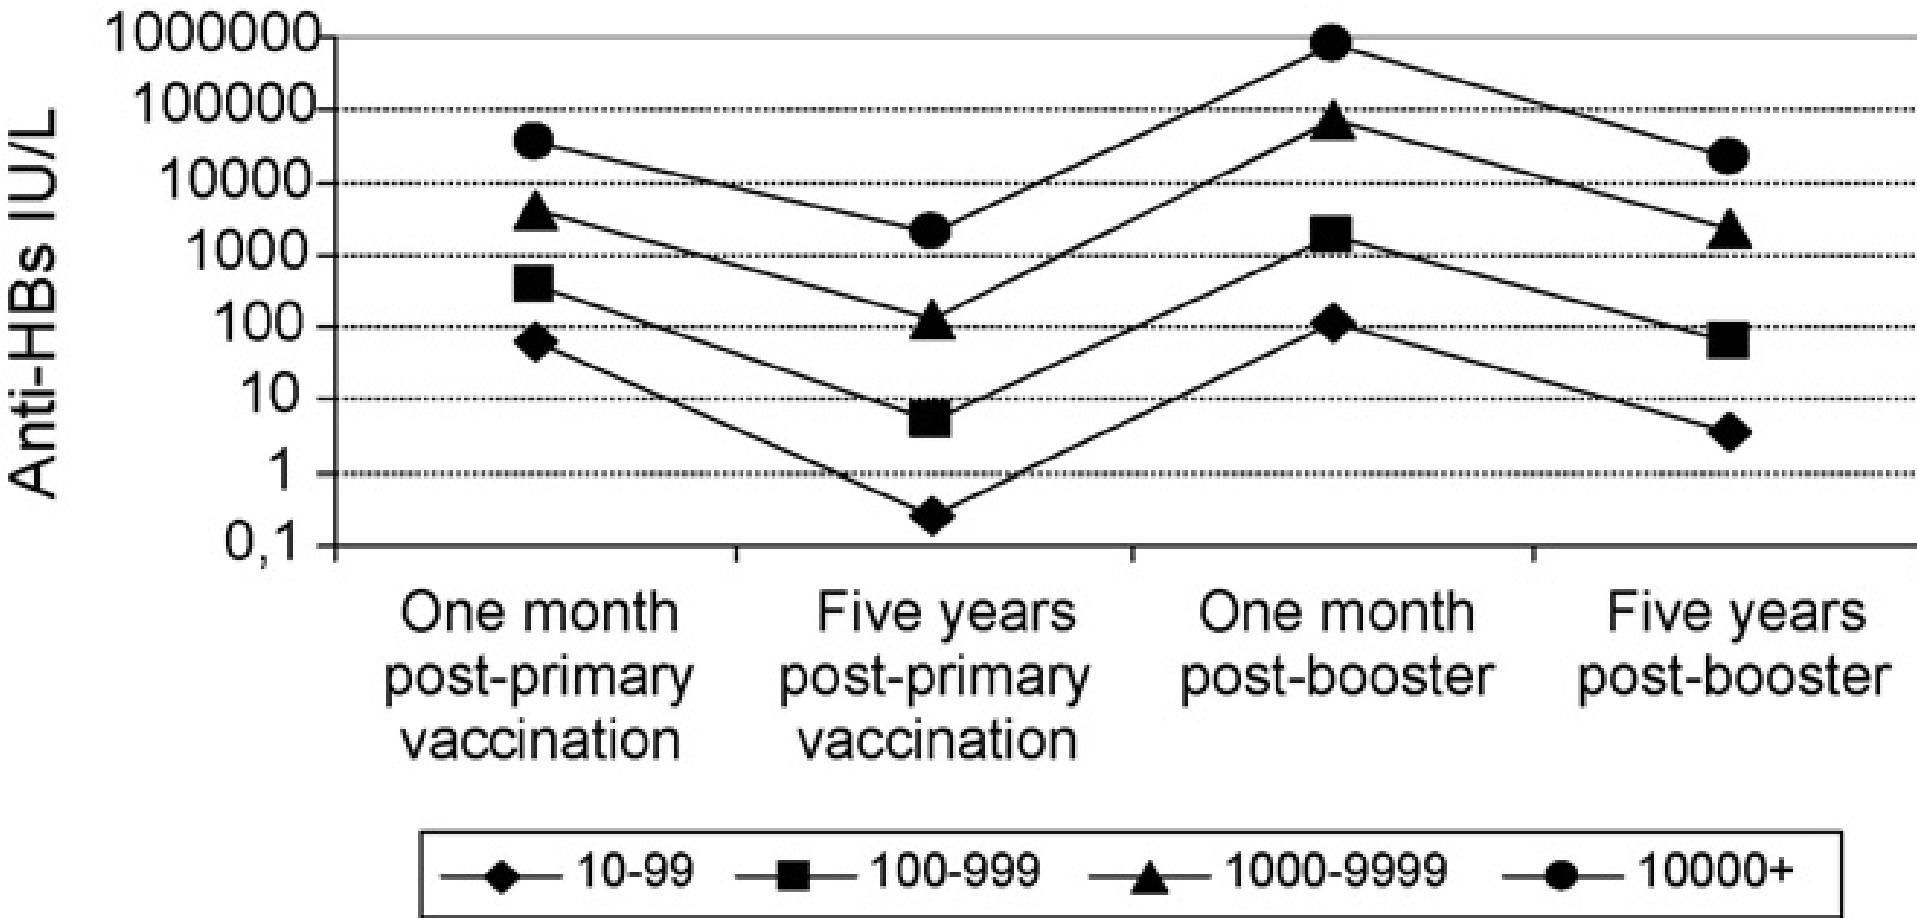 1000000
100000
10000
1000
100
10
1
0,1
Anti-HBs IU/L
One month
post-primary
vaccination
Five years
post-primary
vaccination
One month
post-booster
Five years
post-booster
10-99
100-999
1000-9999
10000+